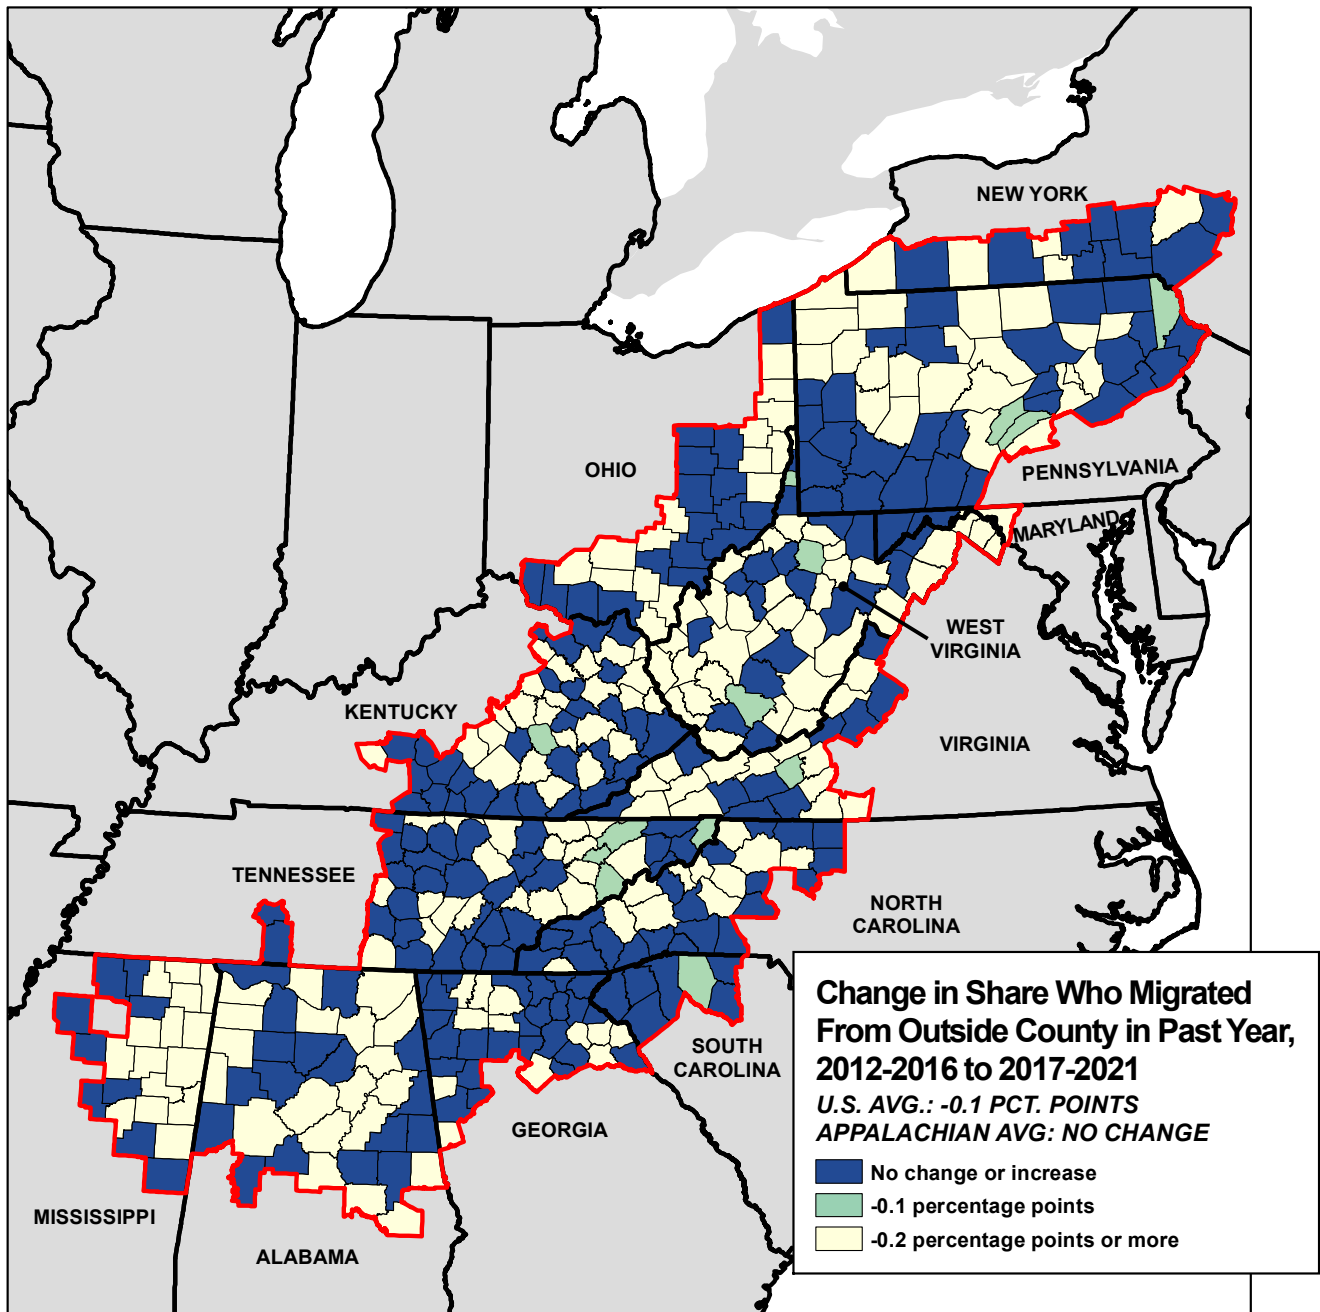 NEW YORK
OHIO
PENNSYLVANIA
MARYLAND
WEST
VIRGINIA
KENTUCKY
VIRGINIA
TENNESSEE
NORTH
CAROLINA
SOUTH
CAROLINA
GEORGIA
MISSISSIPPI
ALABAMA
Change in Share Who Migrated
From Outside County in Past Year,
2012-2016 to 2017-2021
U.S. AVG.: -0.1 PCT. POINTS
APPALACHIAN AVG: NO CHANGE
No change or increase
-0.1 percentage points
-0.2 percentage points or more